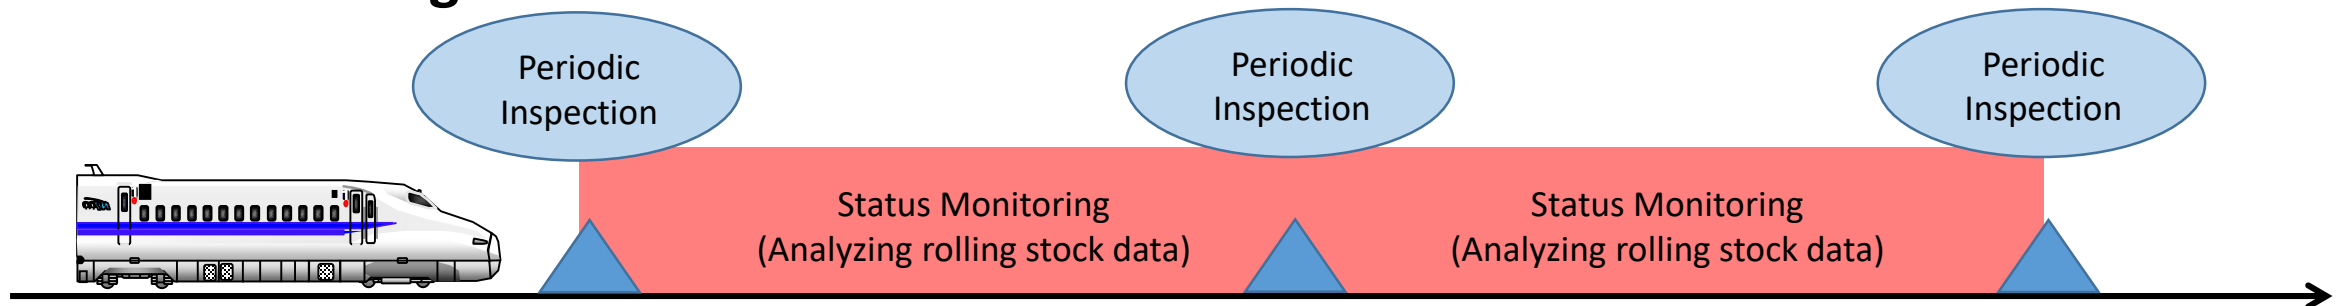 Periodic
Inspection
Periodic
Inspection
Periodic
Inspection
Status Monitoring
(Analyzing rolling stock data)
Status Monitoring
(Analyzing rolling stock data)